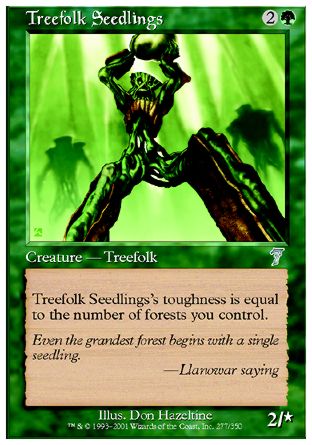 Treefolk Seedlings 2
Creature — Treefolk
Treefolk Seedlings's toughness is equal
to the number of forests you control.
Even the grandest forest begins with a single
seedling.
—Llanowar saying
Illus. Don Hazeltine
™ & © 1993–2001 Wizards of the Coast, Inc. 277/350
2/*